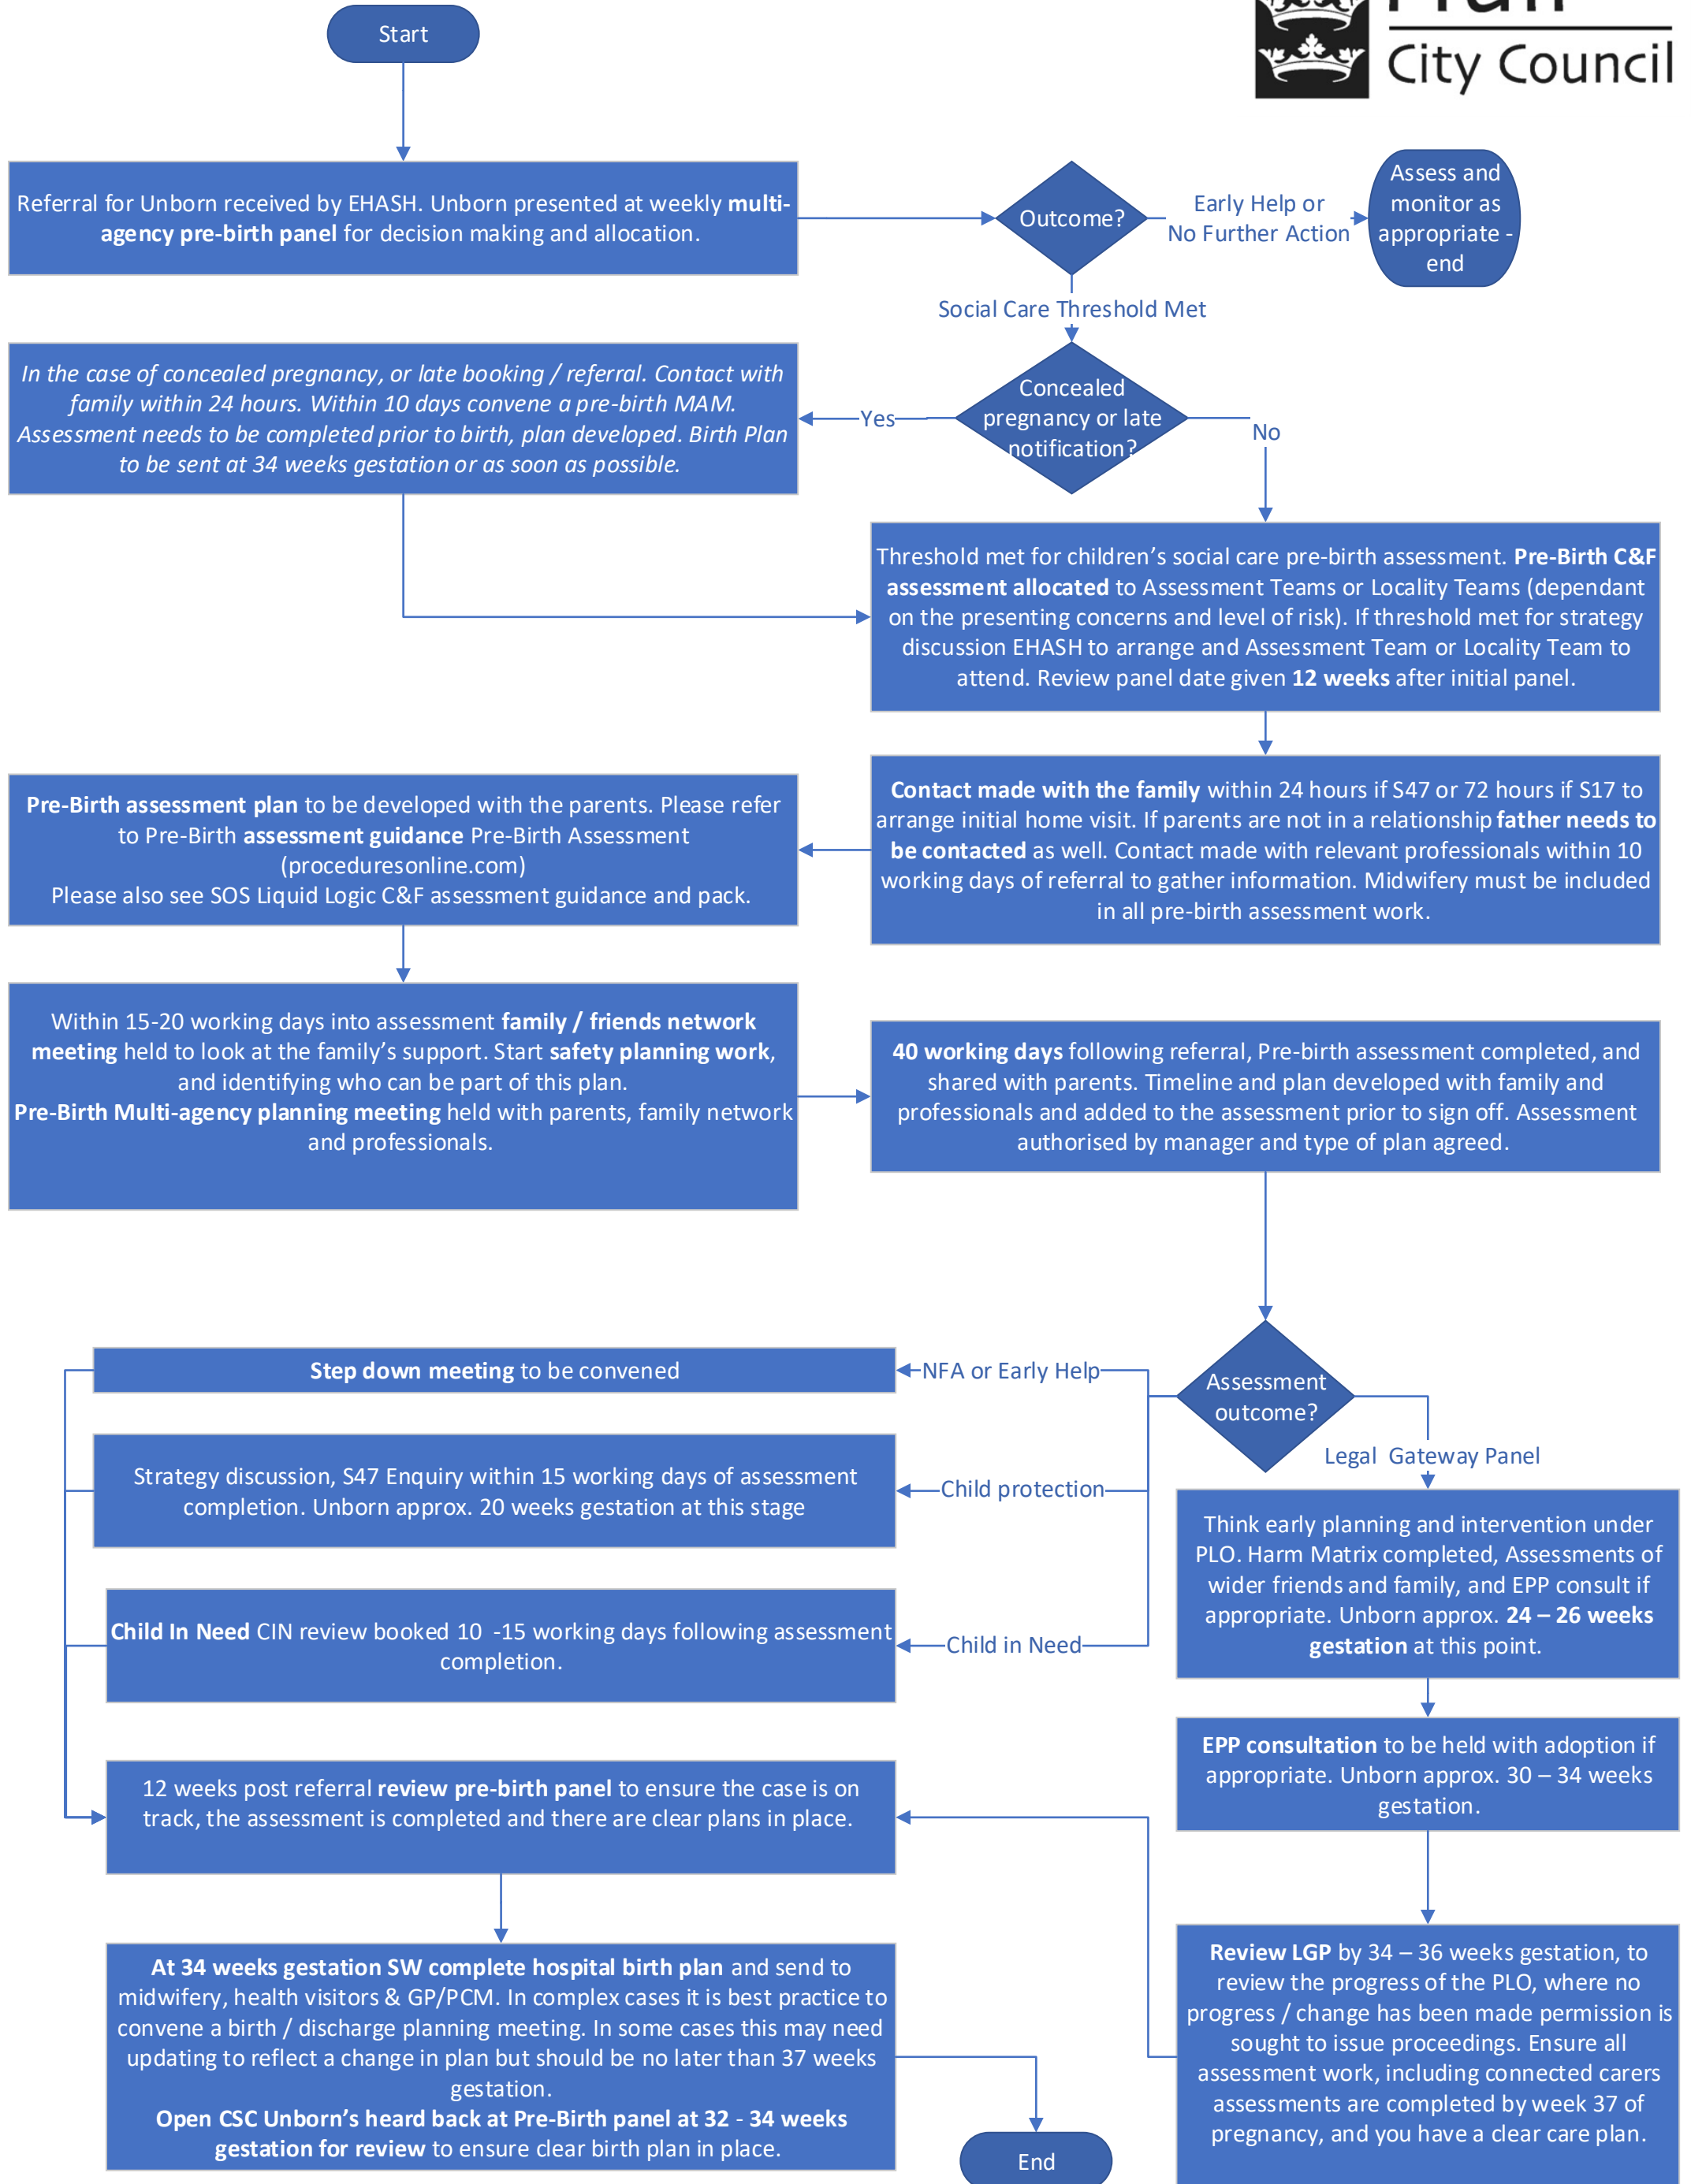 City Council
Start
Referral for Unborn received by EHASH. Unborn presented at weekly multi-
agency pre-birth panel for decision making and allocation.
Outcome?
Early Help or
No Further Action
Assess and
monitor as
appropriate -
end
Social Care Threshold Met
Concealed
pregnancy or late
notification?
Yes
No
In the case of concealed pregnancy, or late booking / referral. Contact with
family within 24 hours. Within 10 days convene a pre-birth MAM.
Assessment needs to be completed prior to birth, plan developed. Birth Plan
to be sent at 34 weeks gestation or as soon as possible.
Threshold met for children’s social care pre-birth assessment. Pre-Birth C&F
assessment allocated to Assessment Teams or Locality Teams (dependant
on the presenting concerns and level of risk). If threshold met for strategy
discussion EHASH to arrange and Assessment Team or Locality Team to
attend. Review panel date given 12 weeks after initial panel.
Contact made with the family within 24 hours if S47 or 72 hours if S17 to
arrange initial home visit. If parents are not in a relationship father needs to
be contacted as well. Contact made with relevant professionals within 10
working days of referral to gather information. Midwifery must be included
in all pre-birth assessment work.
Pre-Birth assessment plan to be developed with the parents. Please refer
to Pre-Birth assessment guidance Pre-Birth Assessment
(proceduresonline.com)
Please also see SOS Liquid Logic C&F assessment guidance and pack.
Within 15-20 working days into assessment family / friends network
meeting held to look at the family’s support. Start safety planning work,
and identifying who can be part of this plan.
Pre-Birth Multi-agency planning meeting held with parents, family network
and professionals.
40 working days following referral, Pre-birth assessment completed, and
shared with parents. Timeline and plan developed with family and
professionals and added to the assessment prior to sign off. Assessment
authorised by manager and type of plan agreed.
Assessment
outcome?
NFA or Early Help
Step down meeting to be convened
Child protection
Strategy discussion, S47 Enquiry within 15 working days of assessment
completion. Unborn approx. 20 weeks gestation at this stage
Child in Need
Child In Need CIN review booked 10 -15 working days following assessment
completion.
Legal Gateway Panel
Think early planning and intervention under
PLO. Harm Matrix completed, Assessments of
wider friends and family, and EPP consult if
appropriate. Unborn approx. 24 – 26 weeks
gestation at this point.
EPP consultation to be held with adoption if
appropriate. Unborn approx. 30 – 34 weeks
gestation.
Review LGP by 34 – 36 weeks gestation, to
review the progress of the PLO, where no
progress / change has been made permission is
sought to issue proceedings. Ensure all
assessment work, including connected carers
assessments are completed by week 37 of
pregnancy, and you have a clear care plan.
12 weeks post referral review pre-birth panel to ensure the case is on
track, the assessment is completed and there are clear plans in place.
At 34 weeks gestation SW complete hospital birth plan and send to
midwifery, health visitors & GP/PCM. In complex cases it is best practice to
convene a birth / discharge planning meeting. In some cases this may need
updating to reflect a change in plan but should be no later than 37 weeks
gestation.
Open CSC Unborn’s heard back at Pre-Birth panel at 32 - 34 weeks
gestation for review to ensure clear birth plan in place.
End